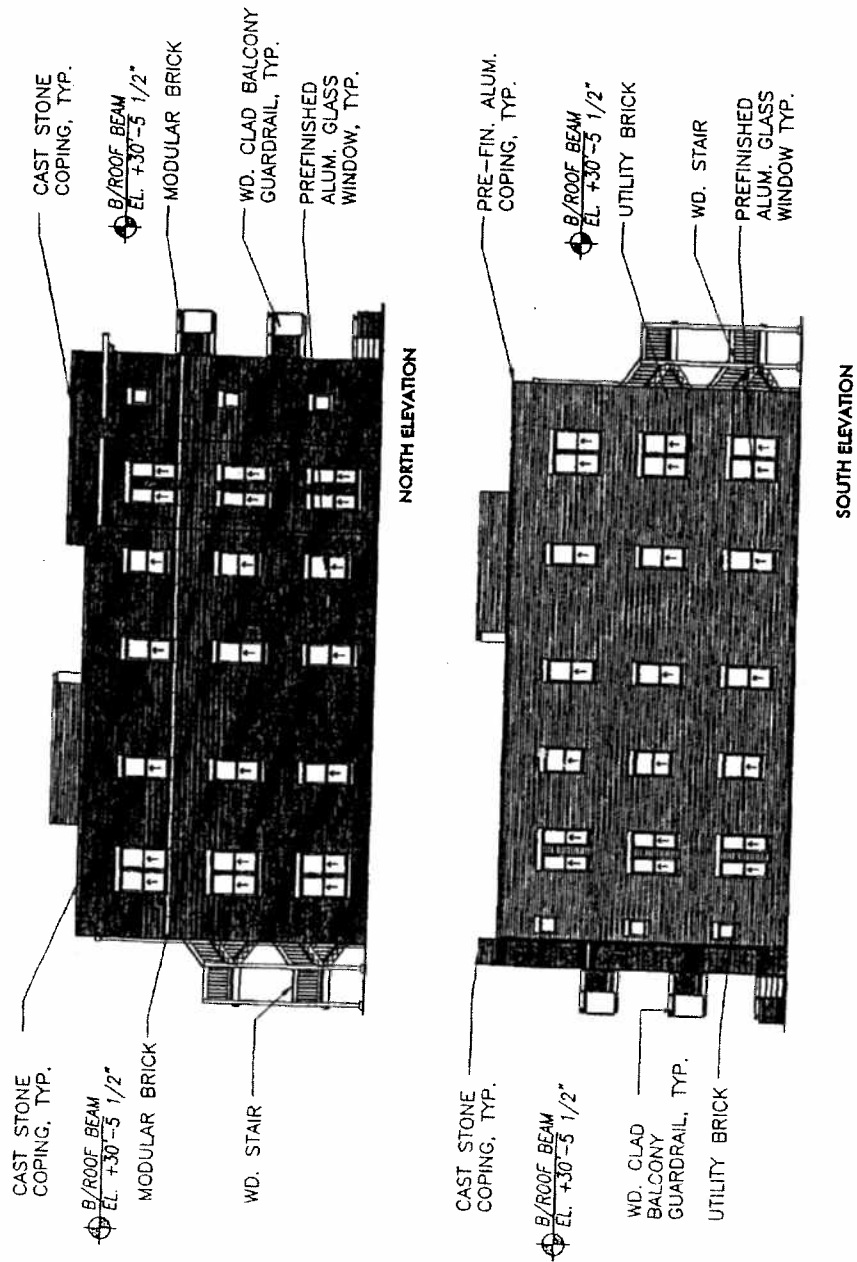 CAST STONE
COPING, TYP.
B/ROOF BEAM
EL. +30'-5 1/2"
MODULAR BRICK
WD. STAIR
CAST STONE
COPING, TYP.
B/ROOF BEAM
EL. +30'-5 1/2"
MODULAR BRICK
WD. CLAD BALCONY
GUARDRAIL, TYP.
PREFINISHED
ALUM. GLASS
WINDOW, TYP.
NORTH ELEVATION
CAST STONE
COPING, TYP.
B/ROOF BEAM
EL. +30'-5 1/2"
WD. CLAD
BALCONY
GUARDRAIL, TYP.
UTILITY BRICK
PRE-FIN. ALUM.
COPING, TYP.
B/ROOF BEAM
EL. +30'-5 1/2"
UTILITY BRICK
WD. STAIR
PREFINISHED
ALUM. GLASS
WINDOW TYP.
SOUTH ELEVATION